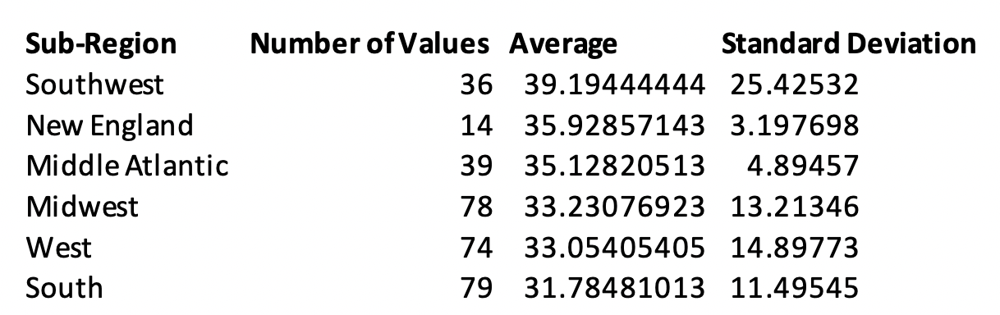 Sub-Region Number of Values Average Standard Deviation
Southwest 36 39.19444444 25.42532
New England 14 35.92857143 3.197698
Middle Atlantic 39 35.12820513 4.89457
Midwest 78 33.23076923 13.21346
West 74 33.05405405 14.89773
South 79 31.78481013 11.49545